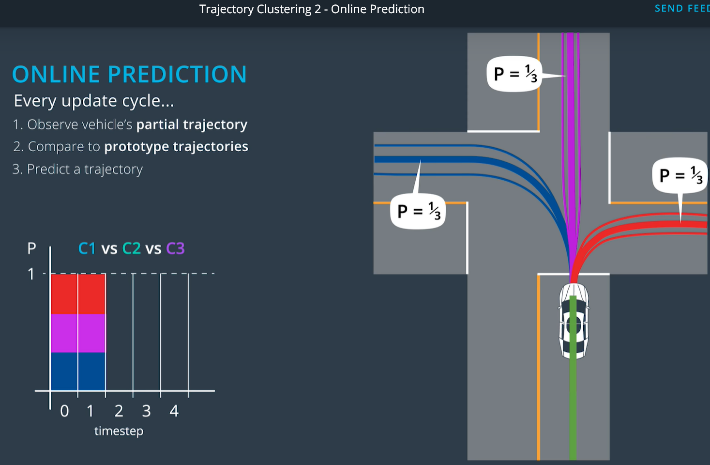 Trajectory Clustering 2 - Online Prediction
SEND FEED
ONLINE PREDICTION
Every update cycle...
1. Observe vehicle's partial trajectory
2. Compare to prototype trajectories
3. Predict a trajectory
P = ⅓
P = ⅓
P = ⅓
P
C1 vs C2 vs C3
1
0 1 2 3 4
timestep